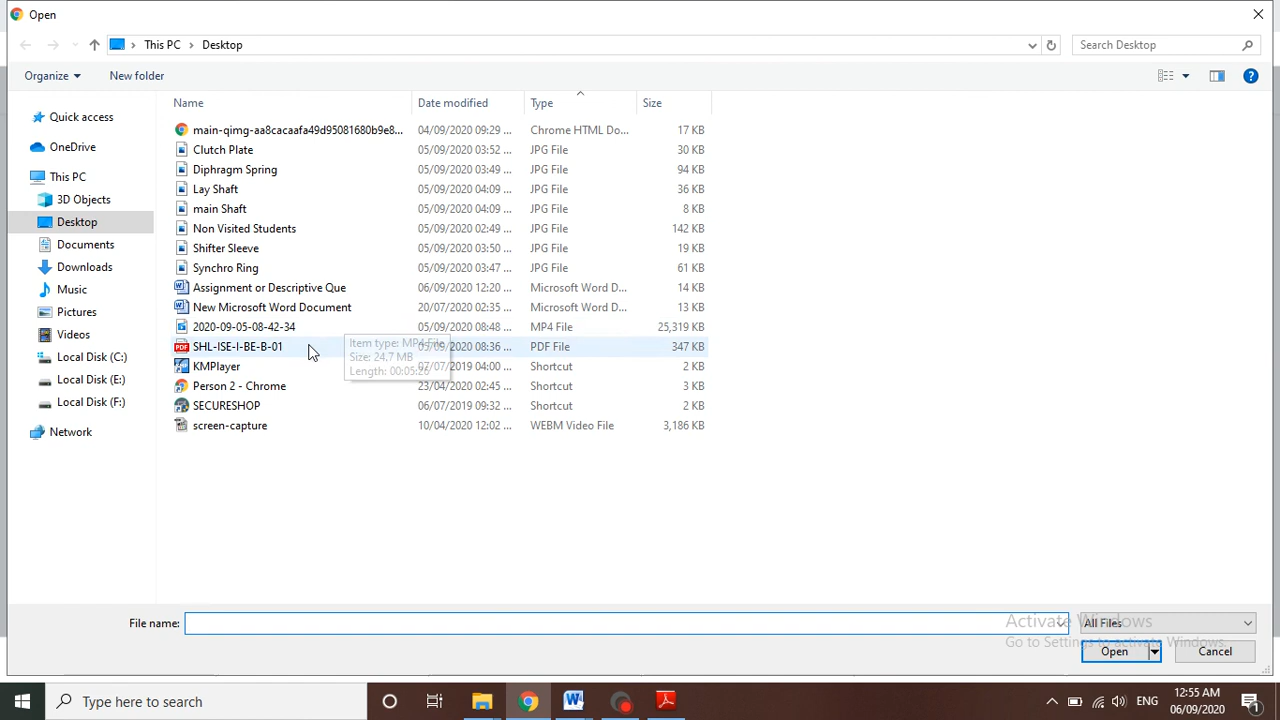 Open
This PC > Desktop
Search Desktop
Organize
New folder
Name Date modified Type Size
Quick access
OneDrive
This PC
3D Objects
Desktop
Documents
Downloads
Music
Pictures
Videos
Local Disk (C:)
Local Disk (E:)
Local Disk (F:)
Network
main-qimg-aa8cacaafa49d95081680b9e8... 04/09/2020 09:29 ... Chrome HTML Do... 17 KB
Clutch Plate 05/09/2020 03:52 ... JPG File 30 KB
Diphragm Spring 05/09/2020 03:49 ... JPG File 94 KB
Lay Shaft 05/09/2020 04:09 ... JPG File 36 KB
main Shaft 05/09/2020 04:09 ... JPG File 8 KB
Non Visited Students 05/09/2020 02:49 ... JPG File 142 KB
Shifter Sleeve 05/09/2020 03:50 ... JPG File 19 KB
Synchro Ring 05/09/2020 03:47 ... JPG File 61 KB
Assignment or Descriptive Que 06/09/2020 12:20 ... Microsoft Word D... 14 KB
New Microsoft Word Document 20/07/2020 02:35 ... Microsoft Word D... 13 KB
2020-09-05-08-42-34 05/09/2020 08:48 ... MP4 File 25,319 KB
SHL-ISE-I-BE-B-01 05/09/2020 08:36 ... PDF File 347 KB
KMPlayer 07/07/2019 04:00 ... Shortcut 2 KB
Person 2 - Chrome 23/04/2020 02:45 ... Shortcut 3 KB
SECURESHOP 06/07/2019 09:32 ... Shortcut 2 KB
screen-capture 10/04/2020 12:02 ... WEBM Video File 3,186 KB
Item type: MP4 File
Size: 24.7 MB
Length: 00:05:26
File name:
All Files
Activate Windows
Go to Settings to activate Windows.
Open
Cancel
Type here to search
ENG
12:55 AM
06/09/2020
1